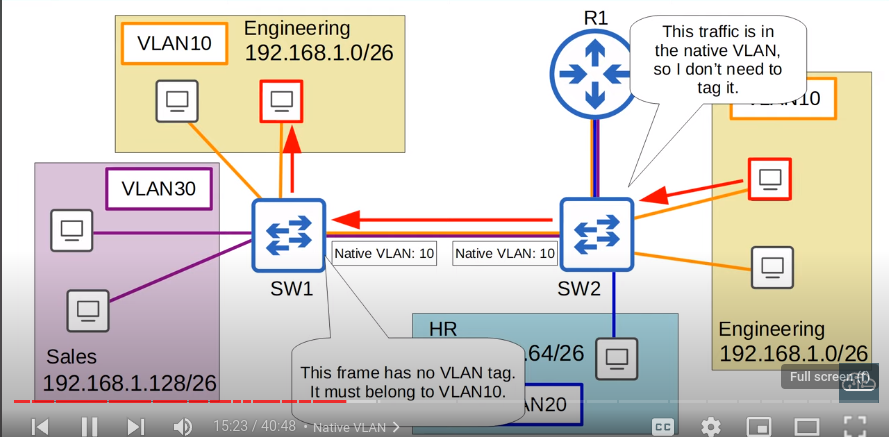 Engineering
VLAN10
192.168.1.0/26
R1
This traffic is in
the native VLAN,
so I don't need to
tag it.
10
VLAN30
Native VLAN: 10
Native VLAN: 10
SW1
SW2
HR
.64/26
Engineering
192.168.1.0/26
Sales
192.168.1.128/26
This frame has no VLAN tag.
It must belong to VLAN10.
AN20
Full screen (f)
15:23 / 40:48 • Native VLAN >
CC